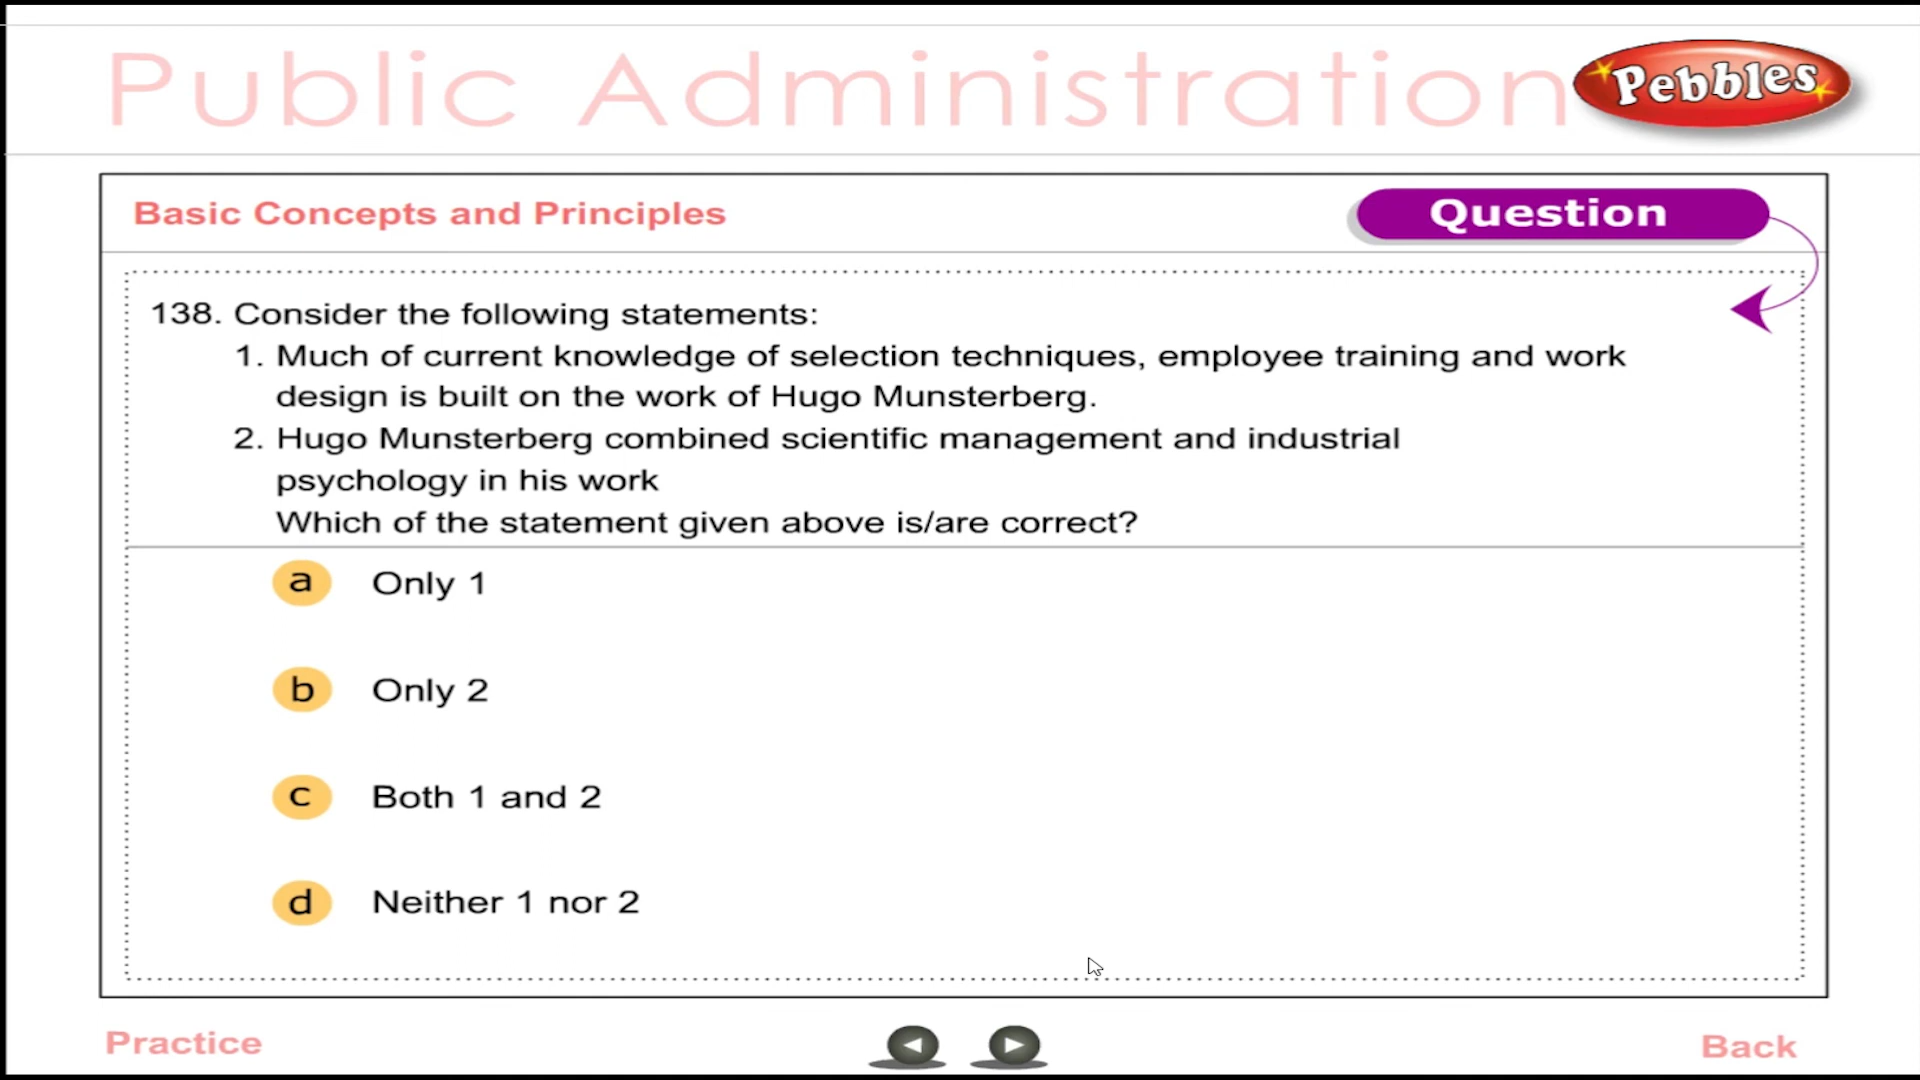 Public Administration
Pebbles
Basic Concepts and Principles
Question
138. Consider the following statements:
1. Much of current knowledge of selection techniques, employee training and work
design is built on the work of Hugo Munsterberg.
2. Hugo Munsterberg combined scientific management and industrial
psychology in his work
Which of the statement given above is/are correct?
a Only 1
b Only 2
c Both 1 and 2
d Neither 1 nor 2
Practice
Back